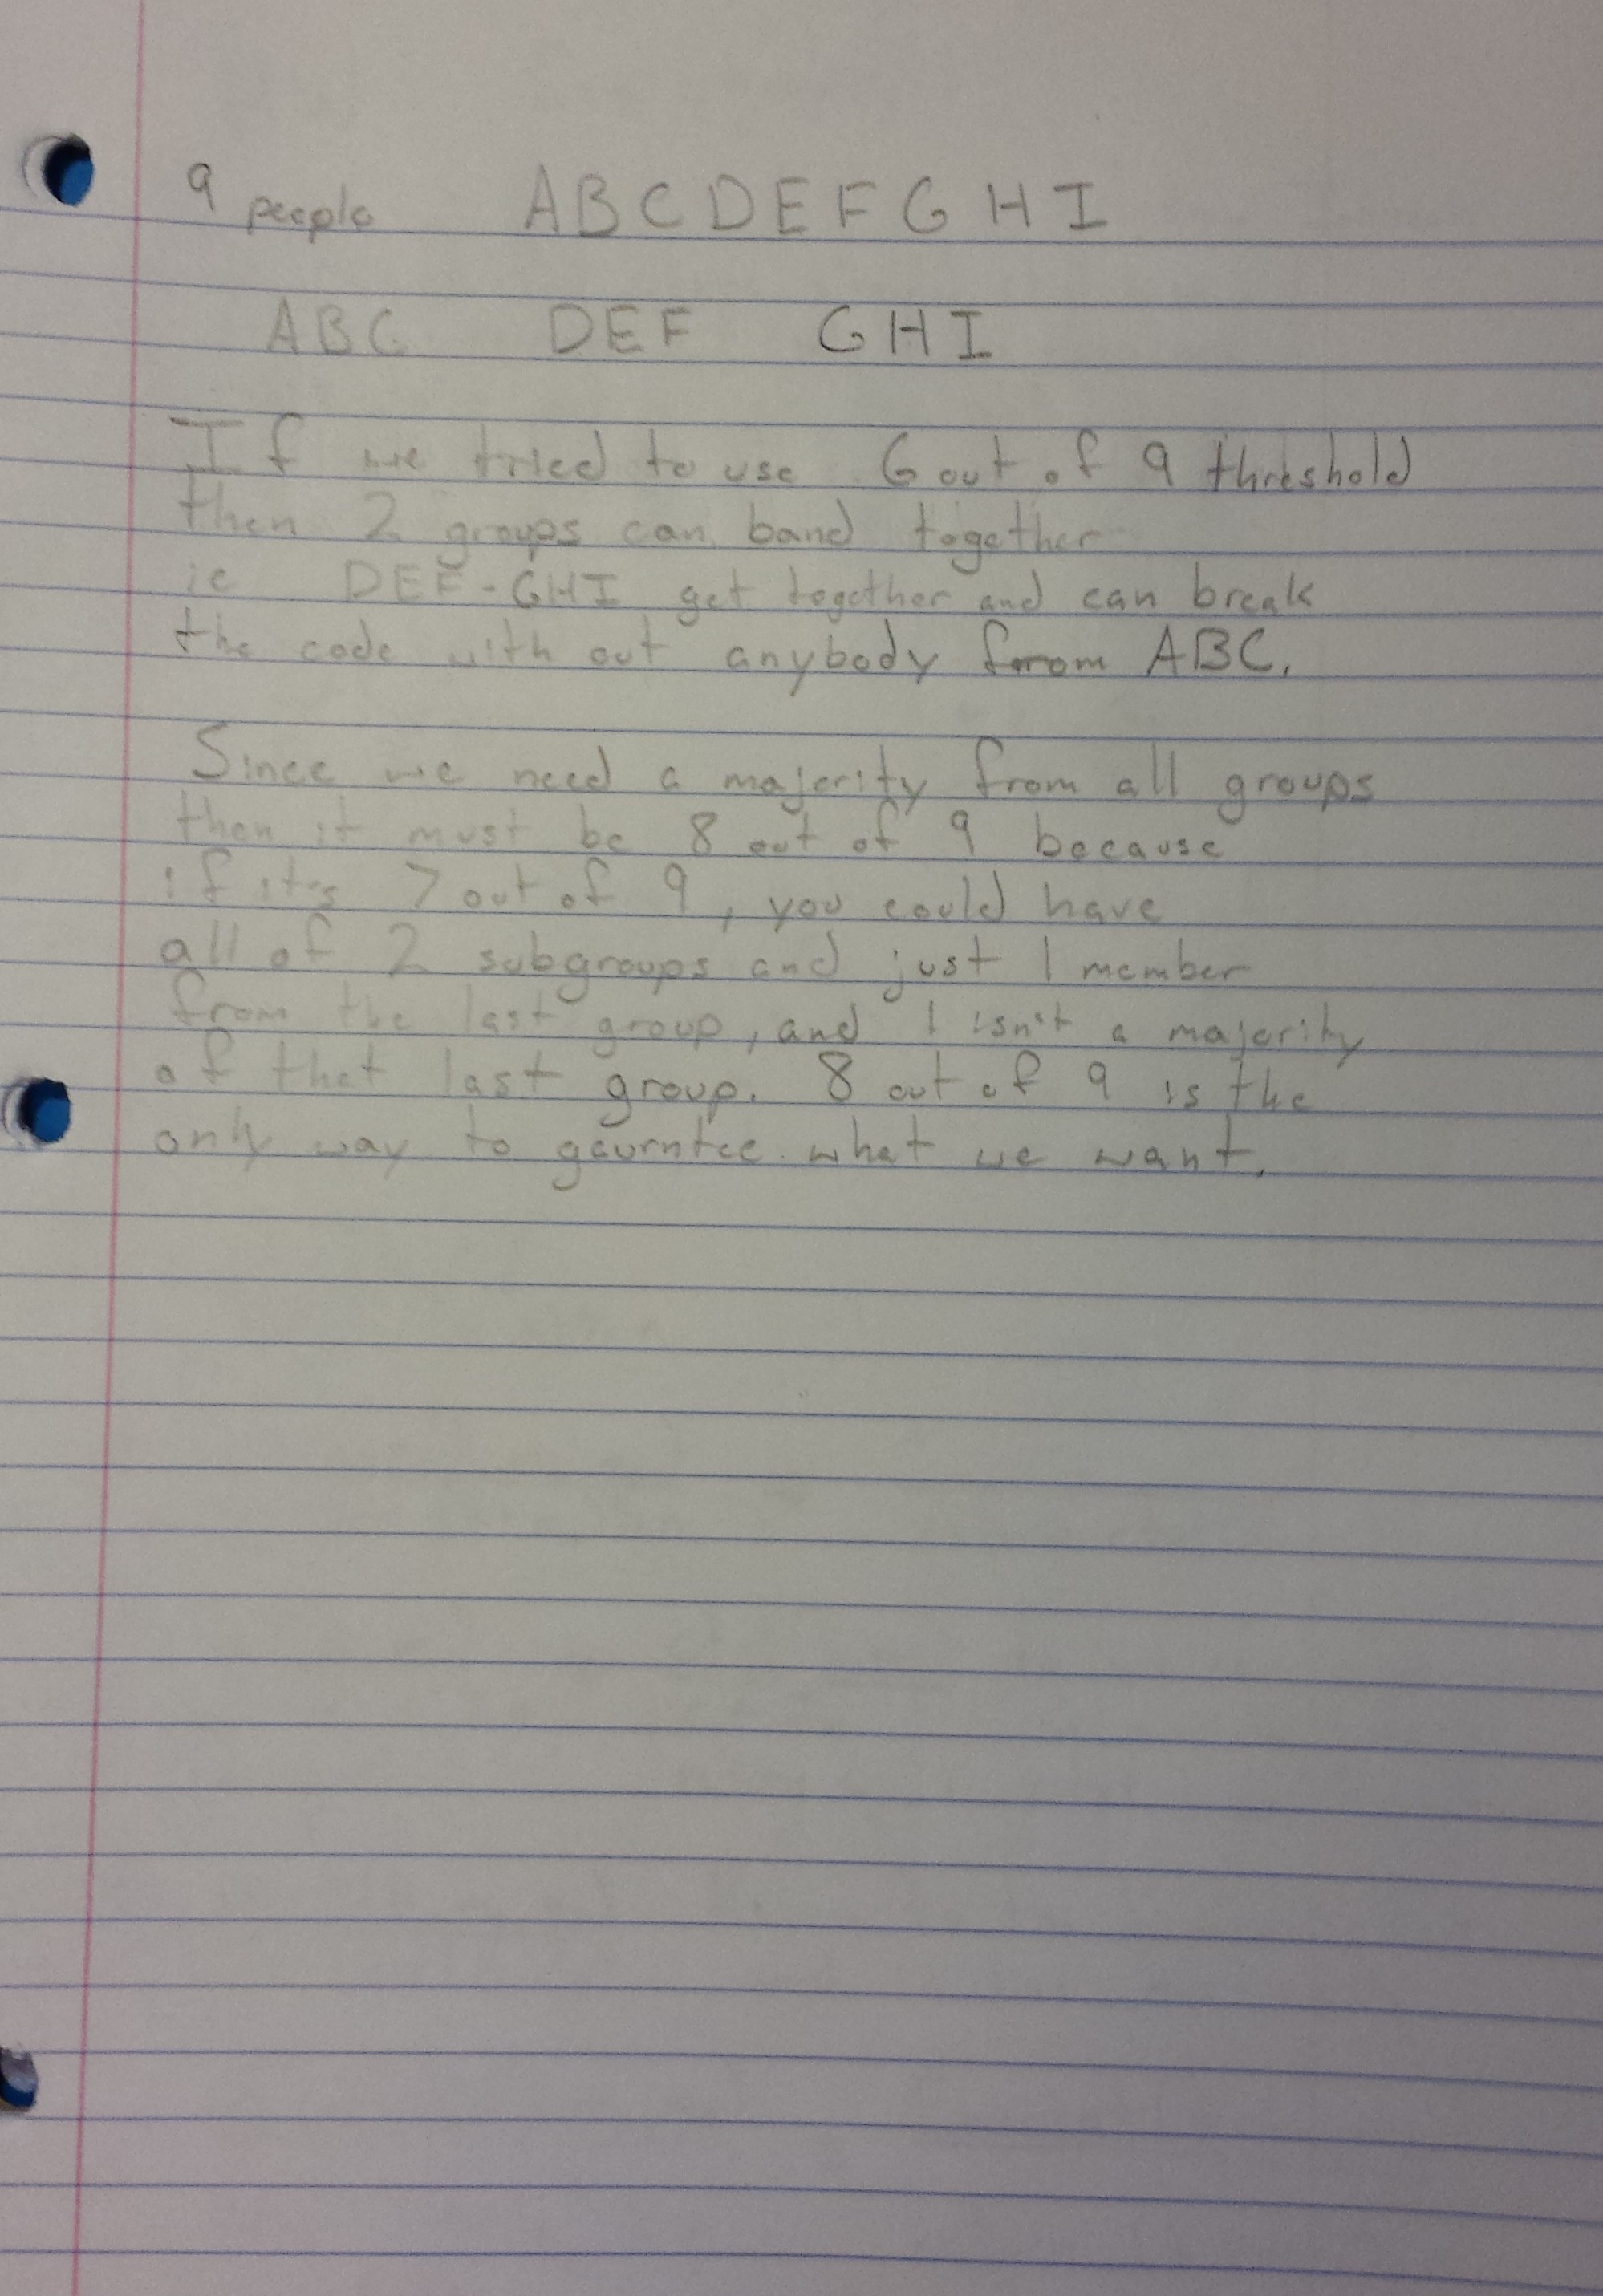 9 people A B C D E F G H I
A B C D E F G H I
If we tried to use 6 out of 9 threshold
then 2 groups can band together
ie DEF-GHI get together and can break
the code with out anybody from ABC.
Since we need a majority from all groups
then it must be 8 out of 9 because
if it's 7 out of 9, you could have
all of 2 subgroups and just 1 member
from the last group, and 1 isn't a majority
of that last group. 8 out of 9 is the
only way to gaurntee what we want.